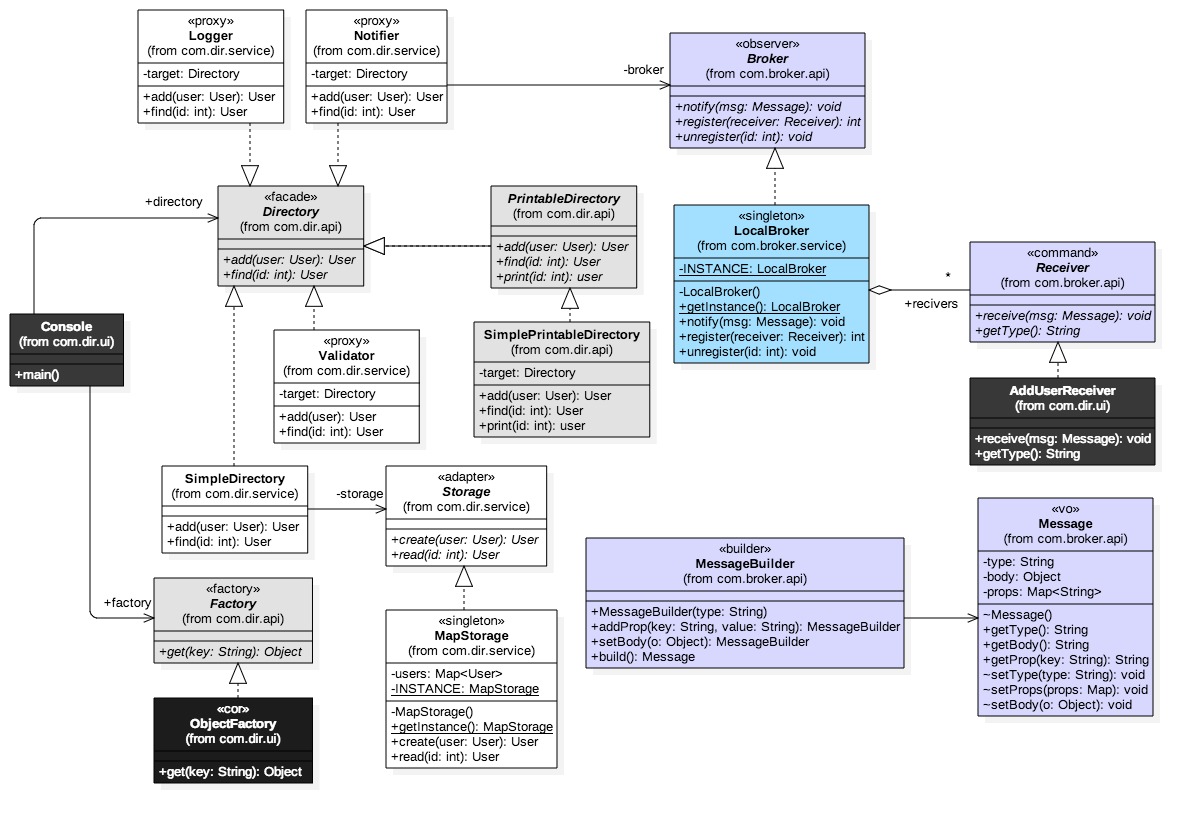 «proxy»
Logger
(from com.dir.service)
-target: Directory
+add(user: User): User
+find(id: int): User
«proxy»
Notifier
(from com.dir.service)
-target: Directory
+add(user: User): User
+find(id: int): User
-broker
«observer»
Broker
(from com.broker.api)
+notify(msg: Message): void
+register(receiver: Receiver): int
+unregister(id: int): void
+directory
«facade»
Directory
(from com.dir.api)
+add(user: User): User
+find(id: int): User
PrintableDirectory
(from com.dir.api)
+add(user: User): User
+find(id: int): User
+print(id: int): user
«singleton»
LocalBroker
(from com.broker.service)
-INSTANCE: LocalBroker
-LocalBroker()
+getInstance(): LocalBroker
+notify(msg: Message): void
+register(receiver: Receiver): int
+unregister(id: int): void
*
+recivers
«command»
Receiver
(from com.broker.api)
+receive(msg: Message): void
+getType(): String
Console
(from com.dir.ui)
+main()
«proxy»
Validator
(from com.dir.service)
-target: Directory
+add(user): User
+find(id: int): User
SimplePrintableDirectory
(from com.dir.api)
-target: Directory
+add(user: User): User
+find(id: int): User
+print(id: int): user
AddUserReceiver
(from com.dir.ui)
+receive(msg: Message): void
+getType(): String
SimpleDirectory
(from com.dir.service)
+add(user: User): User
+find(id: int): User
-storage
«adapter»
Storage
(from com.dir.service)
+create(user: User): User
+read(id: int): User
«builder»
MessageBuilder
(from com.broker.api)
+MessageBuilder(type: String)
+addProp(key: String, value: String): MessageBuilder
+setBody(o: Object): MessageBuilder
+build(): Message
«vo»
Message
(from com.broker.api)
-type: String
-body: Object
-props: Map<String>
~Message()
+getType(): String
+getBody(): String
+getProp(key: String): String
~setType(type: String): void
~setProps(props: Map): void
~setBody(o: Object): void
+factory
«factory»
Factory
(from com.dir.api)
+get(key: String): Object
«singleton»
MapStorage
(from com.dir.service)
-users: Map<User>
-INSTANCE: MapStorage
-MapStorage()
+getInstance(): MapStorage
+create(user: User): User
+read(id: int): User
«cor»
ObjectFactory
(from com.dir.ui)
+get(key: String): Object